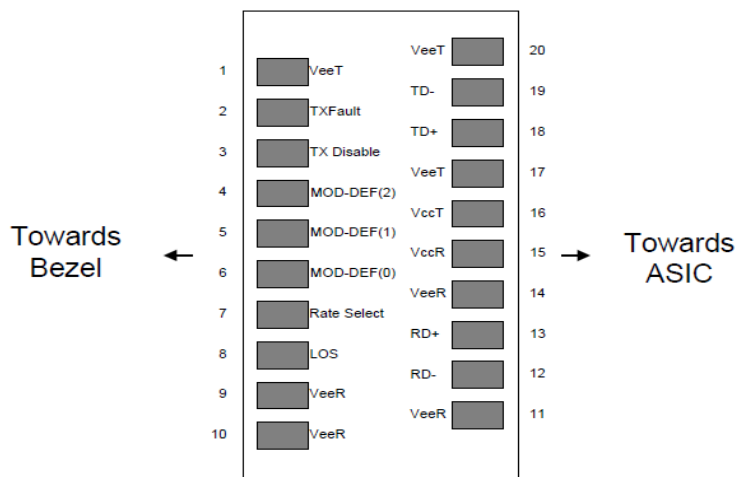 VeeT 20
1 VeeT
TD- 19
2 TXFault
TD+ 18
3 TX Disable
VeeT 17
4 MOD-DEF(2)
VccT 16
5 MOD-DEF(1)
Towards
Bezel
VccR 15
Towards
ASIC
6 MOD-DEF(0)
VeeR 14
7 Rate Select
RD+ 13
8 LOS
RD- 12
9 VeeR
VeeR 11
10 VeeR